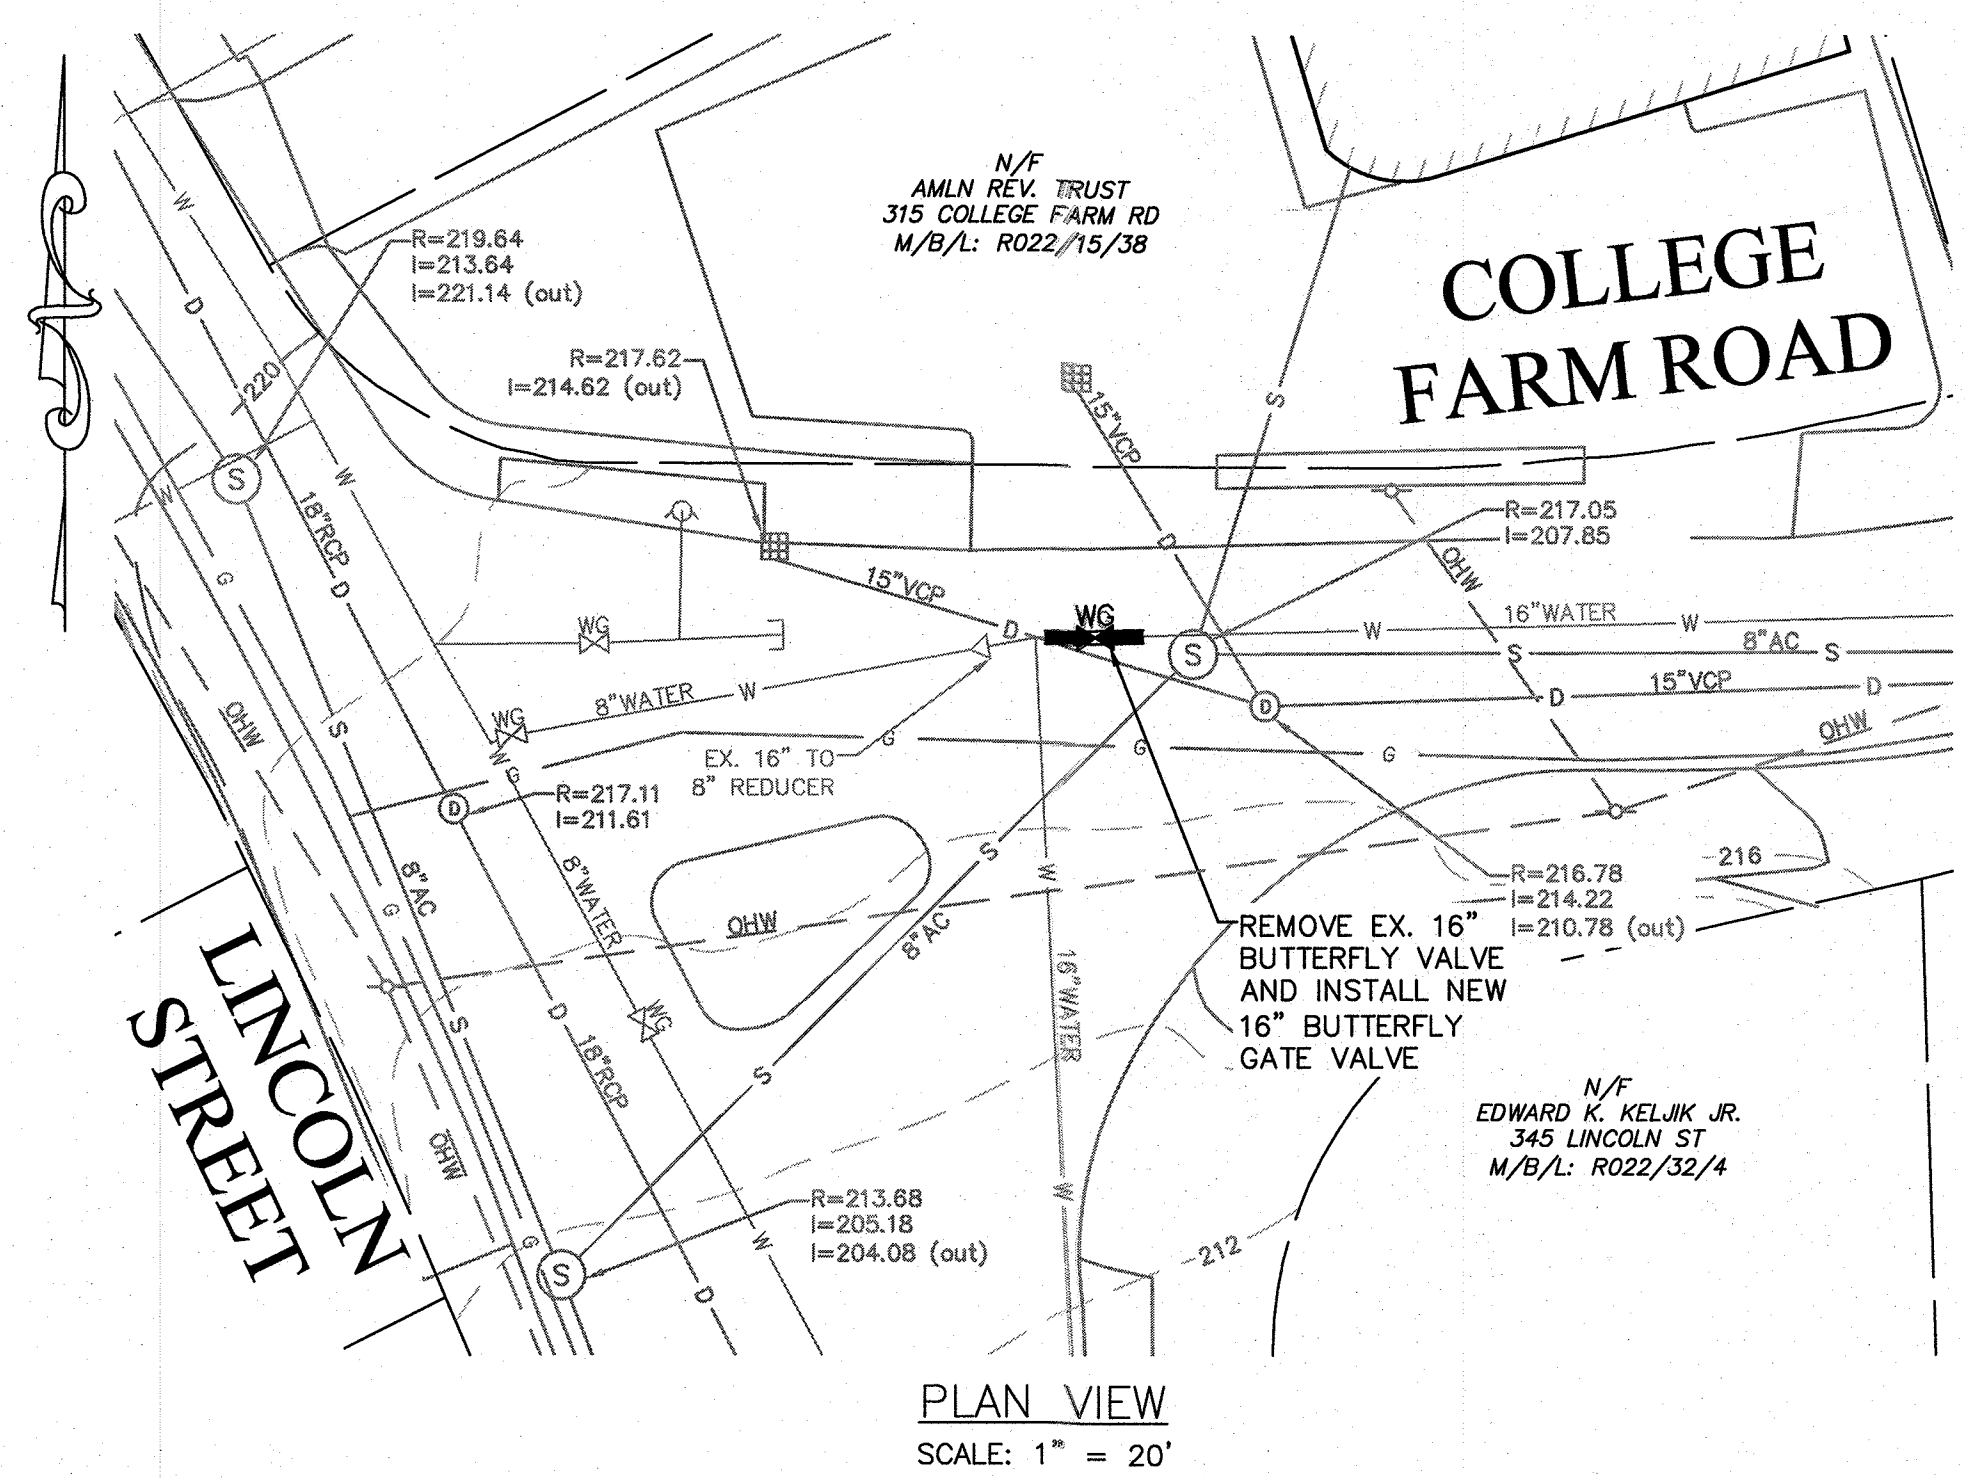 N/F
AMLN REV. TRUST
315 COLLEGE FARM RD
M/B/L: R022/15/38
COLLEGE
FARM ROAD
W
D
R=219.64
I=213.64
I=221.14 (out)
220
R=217.62
I=214.62 (out)
15"VCP
S
S
W
W
18"RCP
D
G
D
R=217.05
I=207.85
OHW
15"VCP
D
WG
WG
W
16"WATER
W
S
S
8"AC
S
D
15"VCP
D
D
OHW
8"WATER
W
WG
W
G
OHW
S
EX. 16" TO
8" REDUCER
G
G
G
D
R=217.11
I=211.61
8"AC
G
8"WATER
S
W
216
R=216.78
I=214.22
I=210.78 (out)
OHW
8"AC
REMOVE EX. 16"
BUTTERFLY VALVE
AND INSTALL NEW
16" BUTTERFLY
GATE VALVE
16"WATER
LINCOLN
STREET
S
D
WG
18"RCP
S
OHW
N/F
EDWARD K. KELJIK JR.
345 LINCOLN ST
M/B/L: R022/32/4
W
R=213.68
I=205.18
I=204.08 (out)
G
S
W
D
212
PLAN VIEW
SCALE: 1" = 20'